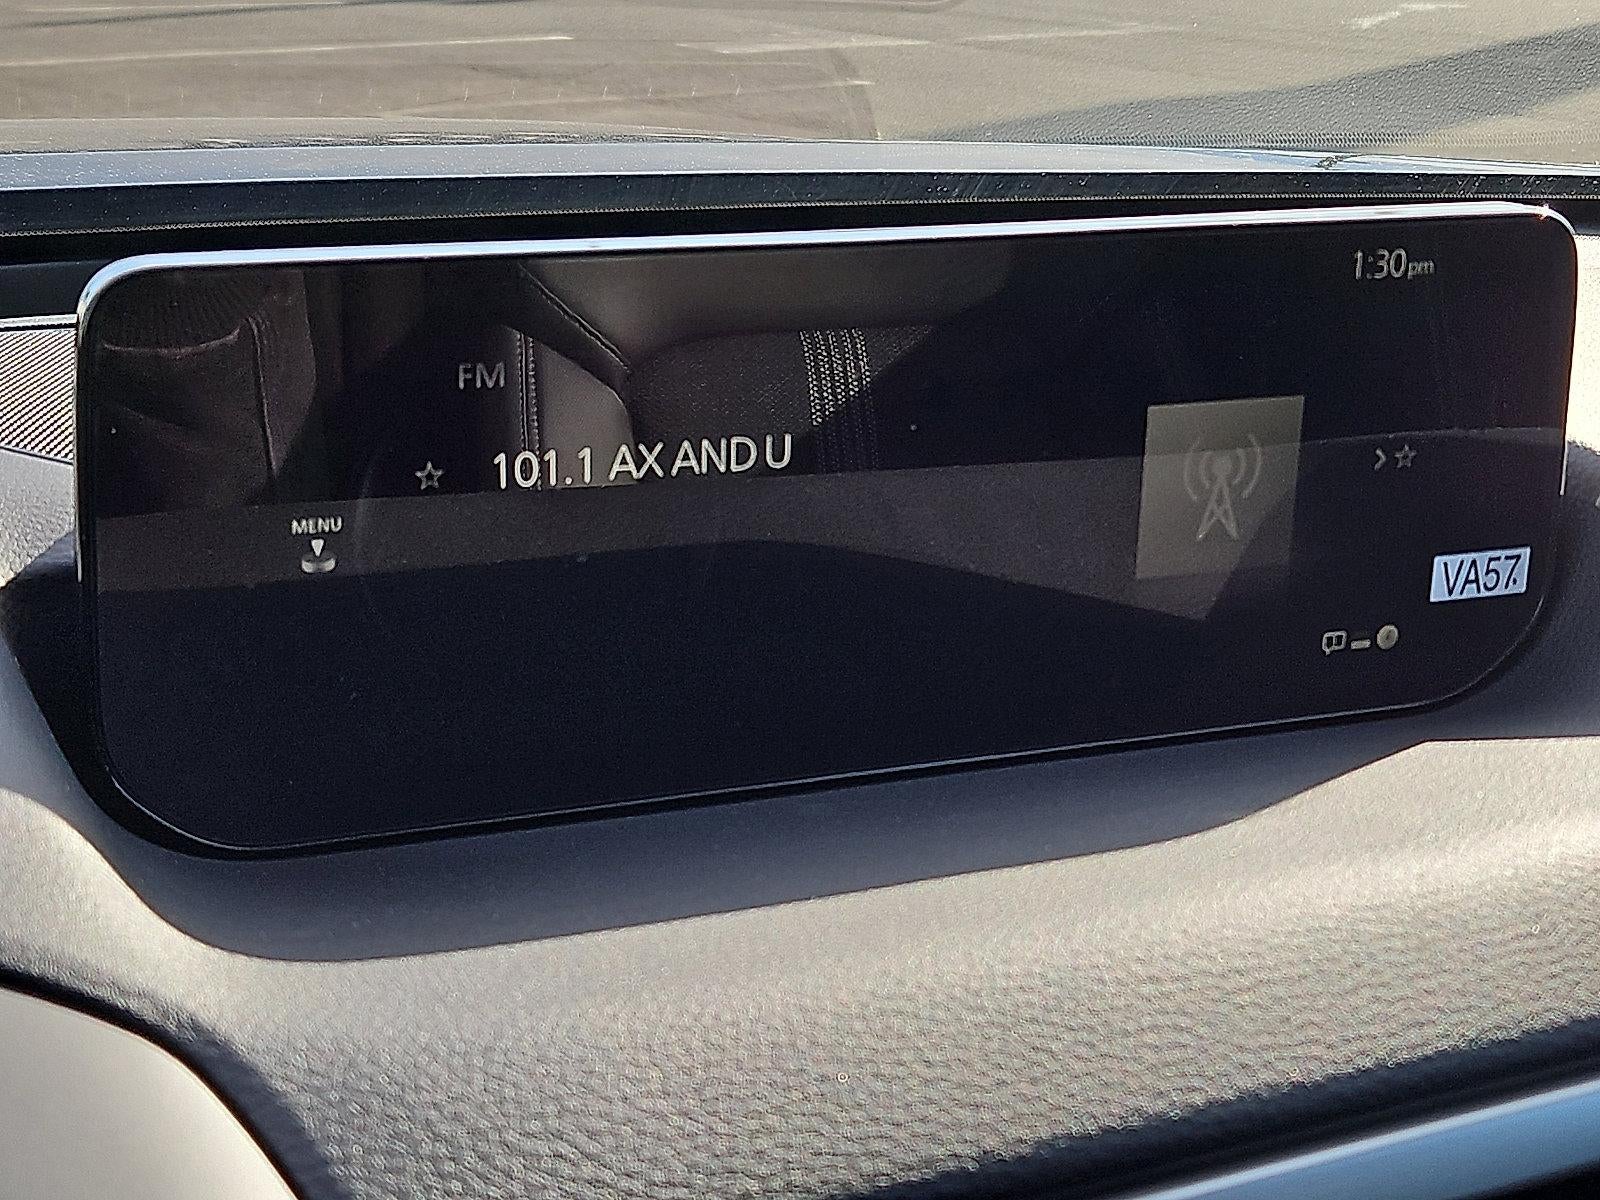 1:30pm
FM
101.1 AX AND U
MENU
VA57.